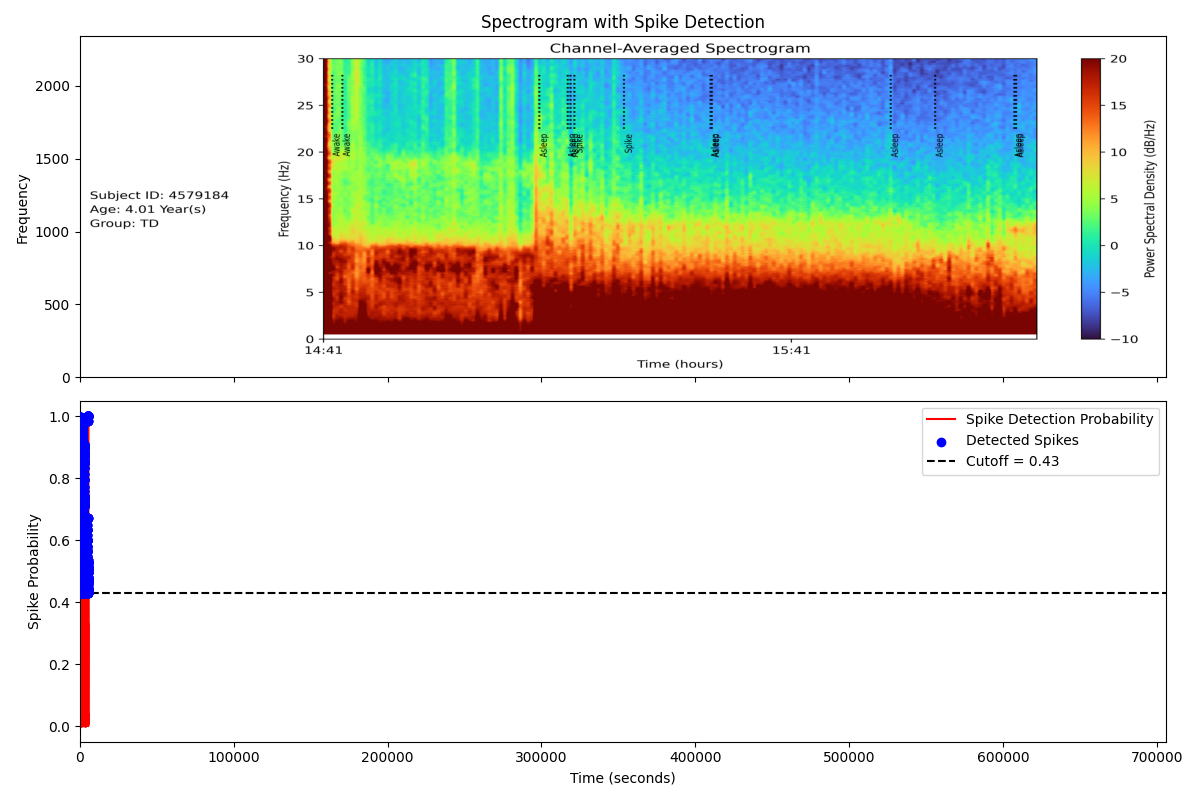 Spectrogram with Spike Detection
Channel-Averaged Spectrogram
Frequency
2000
1500
1000
500
0
Subject ID: 4579184
Age: 4.01 Year(s)
Group: TD
Frequency (Hz)
30
25
20
15
10
5
0
Awake
Awake
Asleep
Asleep
Spike
Spike
Asleep
Asleep
Asleep
Asleep
14:41
15:41
Time (hours)
20
15
10
5
0
−5
−10
Power Spectral Density (dB/Hz)
Spike Probability
1.0
0.8
0.6
0.4
0.2
0.0
Spike Detection Probability
Detected Spikes
Cutoff = 0.43
0
100000
200000
300000
400000
500000
600000
700000
Time (seconds)